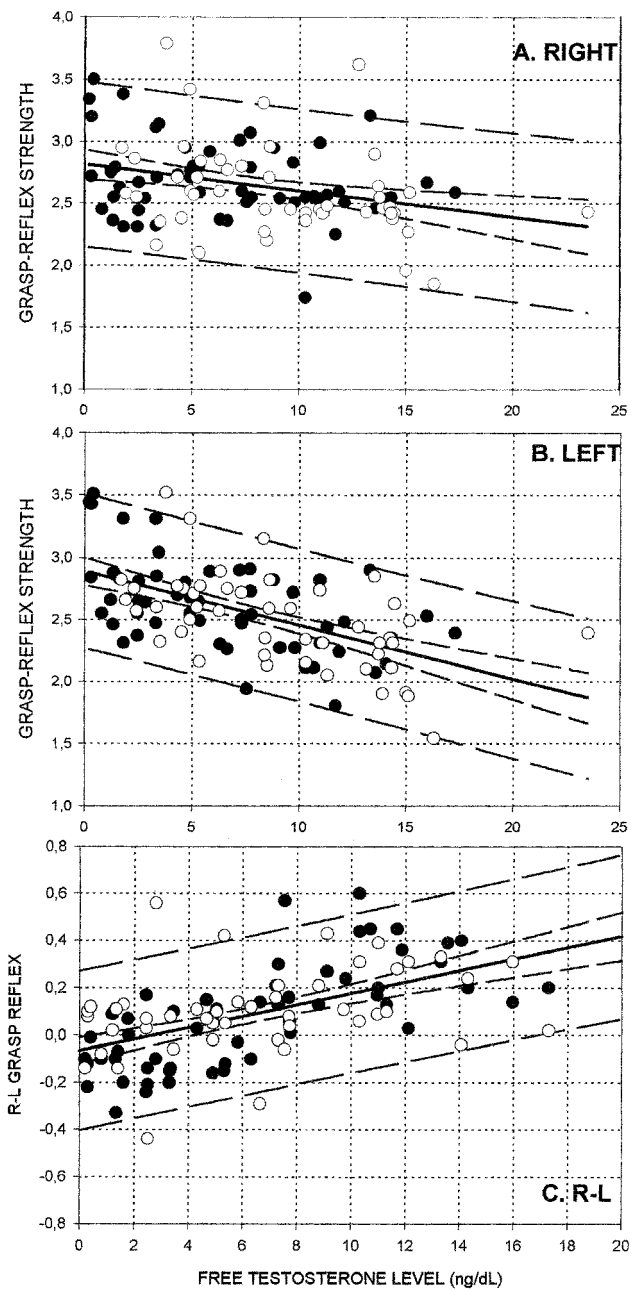 A. RIGHT
GRASP-REFLEX STRENGTH
4,0
3,5
3,0
2,5
2,0
1,5
1,0
0 5 10 15 20 25
B. LEFT
GRASP-REFLEX STRENGTH
4,0
3,5
3,0
2,5
2,0
1,5
1,0
0 5 10 15 20 25
C. R-L
R-L GRASP REFLEX
0,8
0,6
0,4
0,2
0,0
-0,2
-0,4
-0,6
-0,8
0 2 4 6 8 10 12 14 16 18 20
FREE TESTOSTERONE LEVEL (ng/dL)